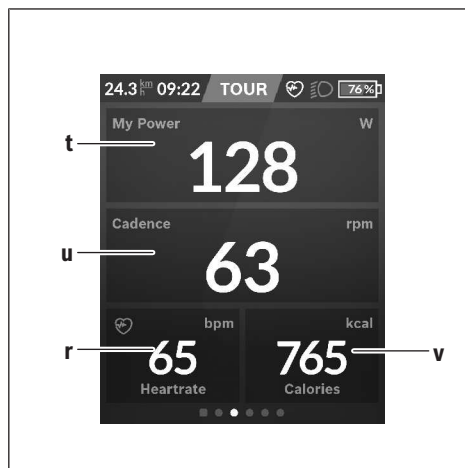 24.3 km/h 09:22 TOUR 76%
My Power W
t
128
Cadence rpm
u
63
bpm kcal
r 65 765 v
Heartrate Calories